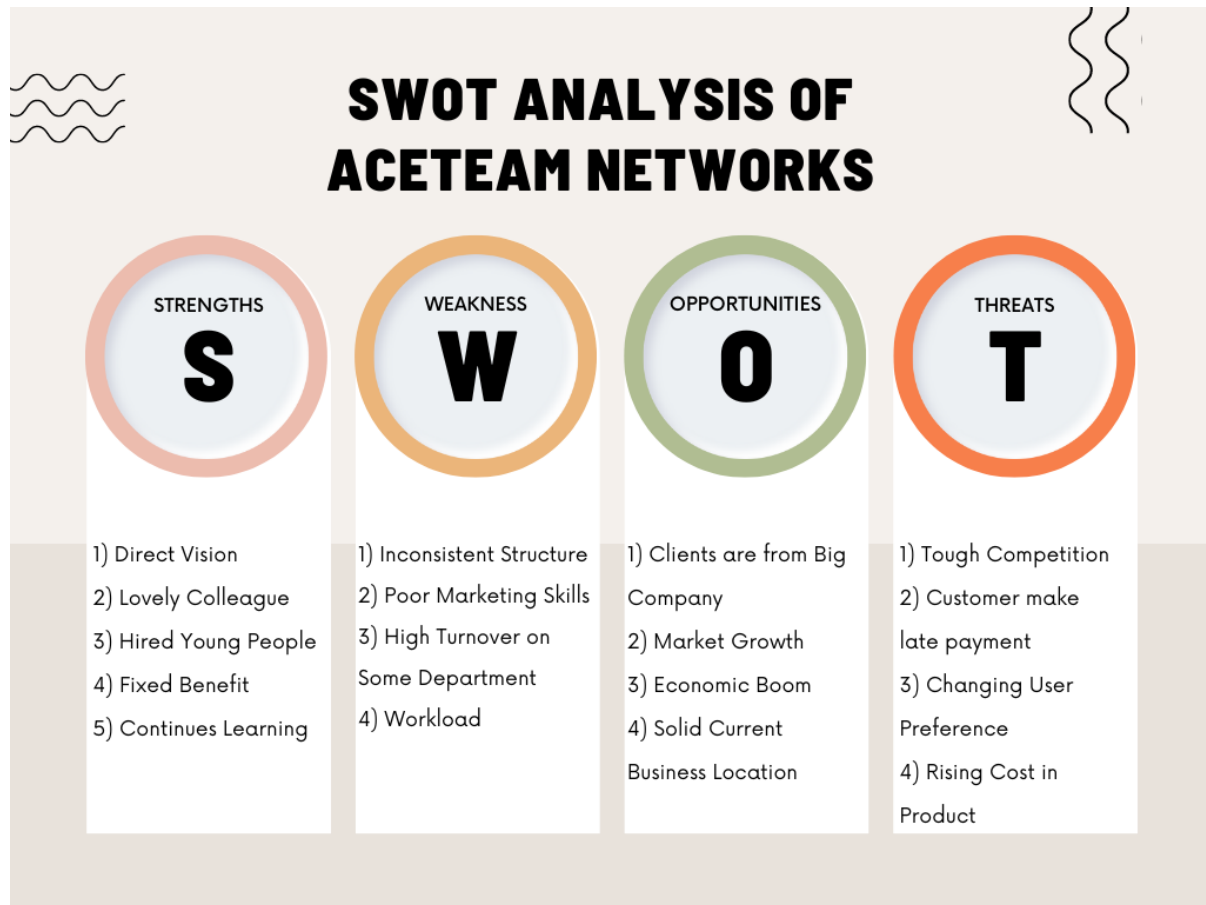 SWOT ANALYSIS OF
ACETEAM NETWORKS
STRENGTHS
S
1) Direct Vision
2) Lovely Colleague
3) Hired Young People
4) Fixed Benefit
5) Continues Learning
WEAKNESS
W
1) Inconsistent Structure
2) Poor Marketing Skills
3) High Turnover on
Some Department
4) Workload
OPPORTUNITIES
O
1) Clients are from Big
Company
2) Market Growth
3) Economic Boom
4) Solid Current
Business Location
THREATS
T
1) Tough Competition
2) Customer make
late payment
3) Changing User
Preference
4) Rising Cost in
Product